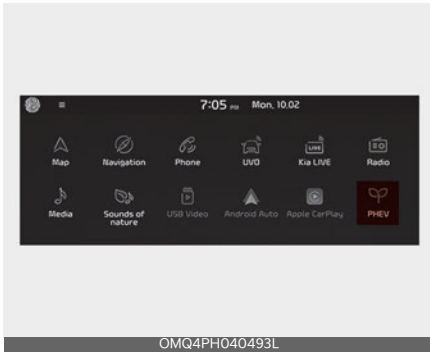 7:05 PM Mon, 10.02
Map Navigation Phone UVO Kia LIVE Radio
Media Sounds of nature USB Video Android Auto Apple CarPlay PHEV
OMQ4PH040493L